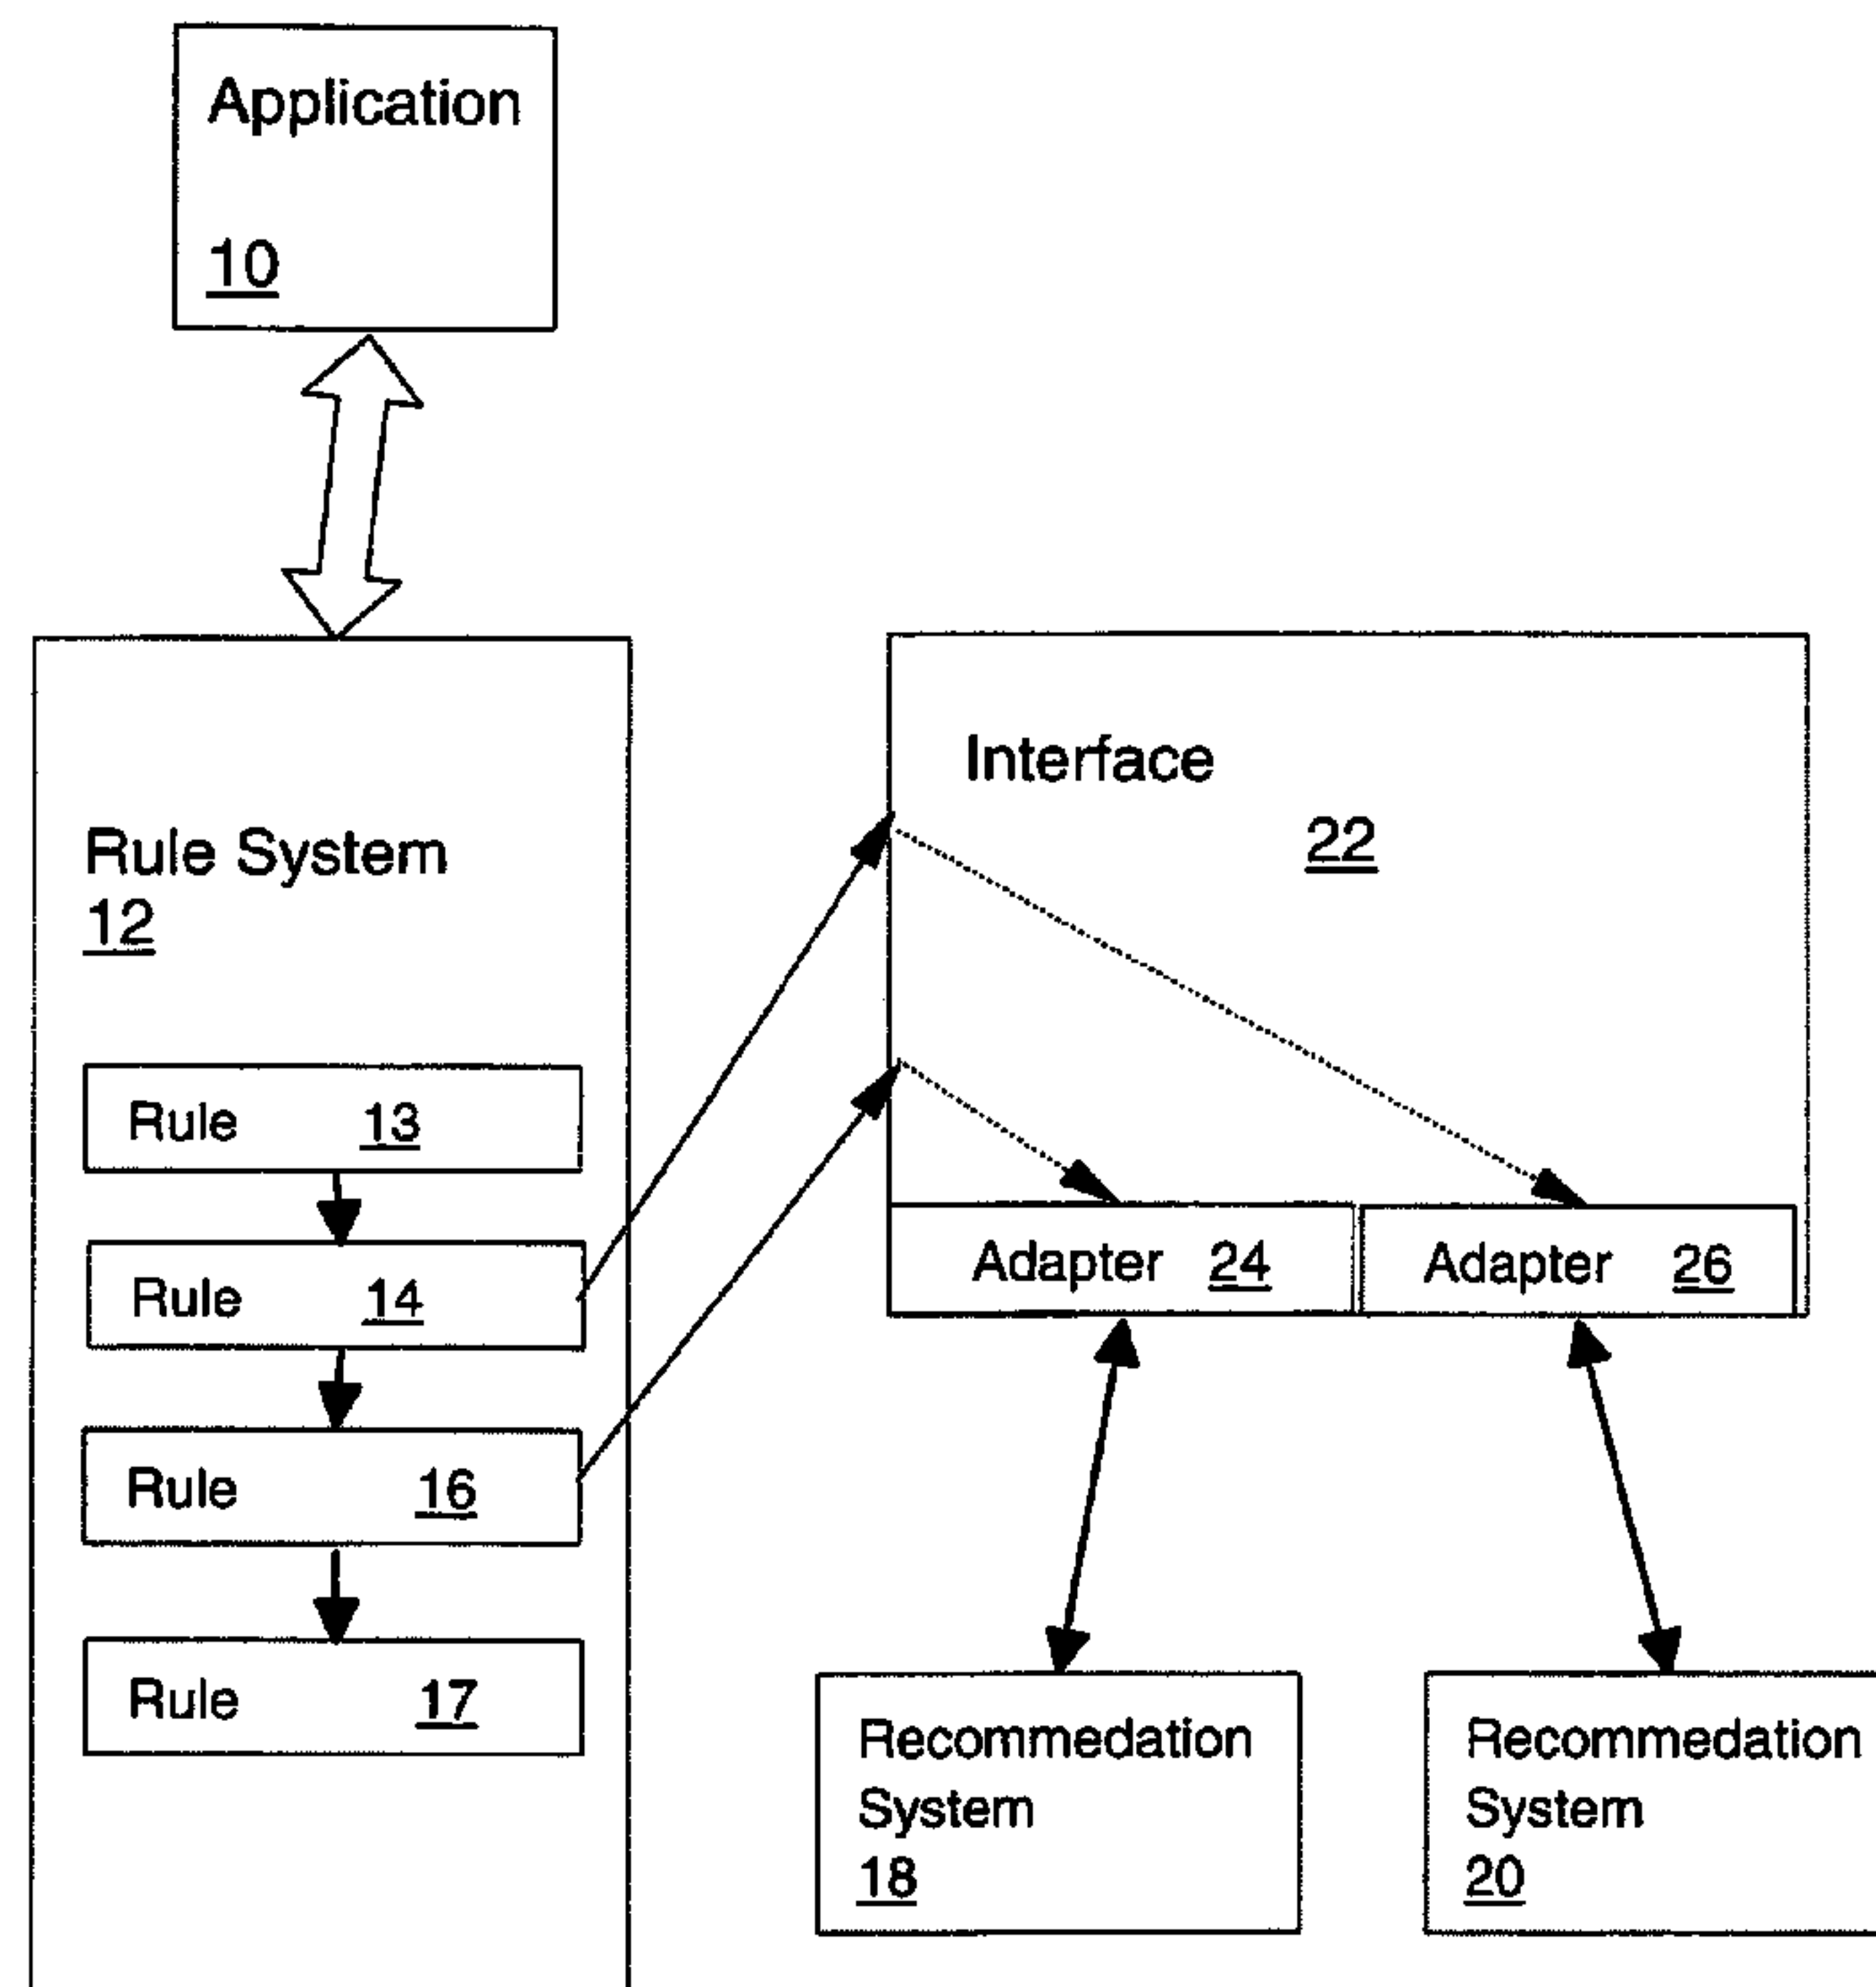 Application
10
Rule System
12
Rule 13
Rule 14
Rule 16
Rule 17
Interface
22
Adapter 24
Adapter 26
Recommedation
System
18
Recommedation
System
20